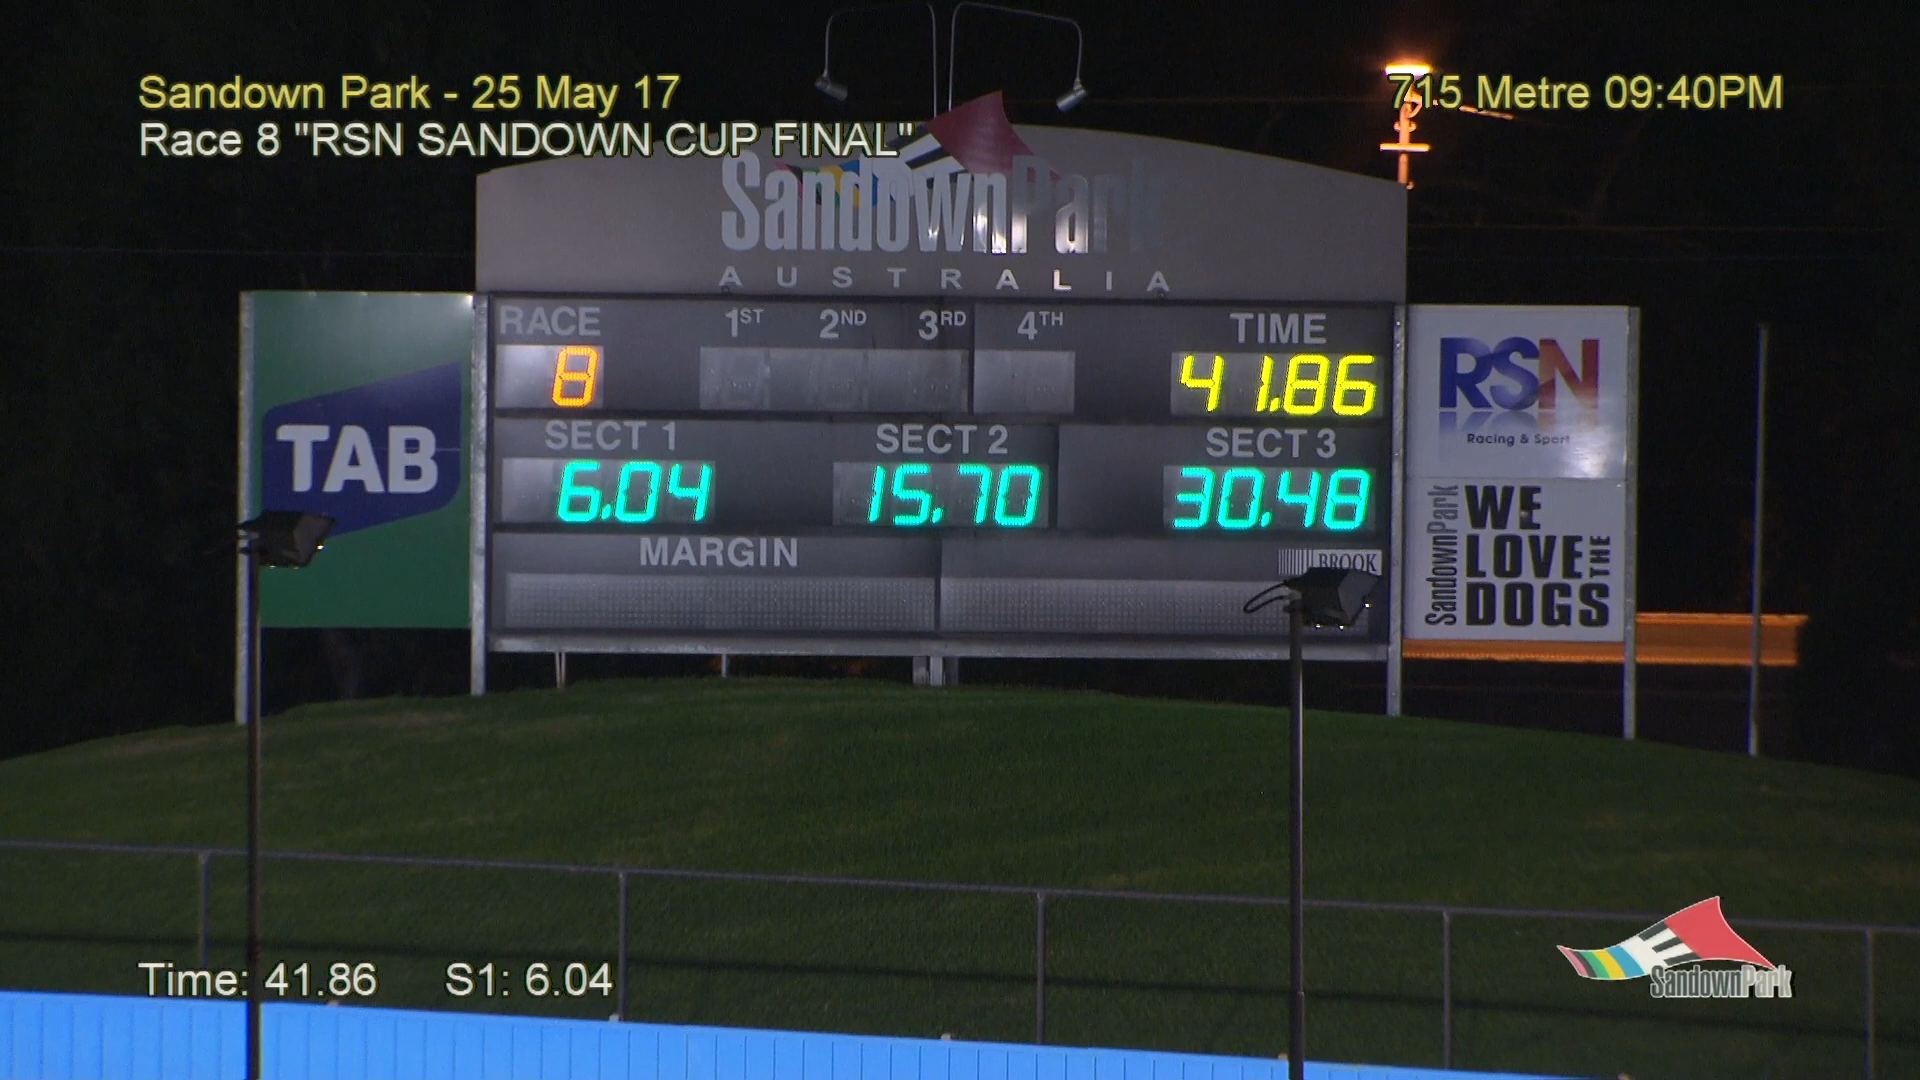 Sandown Park - 25 May 17
715 Metre 09:40PM
Race 8 "RSN SANDOWN CUP FINAL"
SandownPark
AUSTRALIA
RACE 1ST 2ND 3RD 4TH TIME
8 41.86
SECT 1 SECT 2 SECT 3
6.04 15.70 30.48
MARGIN
BROOK
TAB
RSN
Racing & Sport
SandownPark
WE
LOVE THE
DOGS
Time: 41.86 S1: 6.04
SandownPark